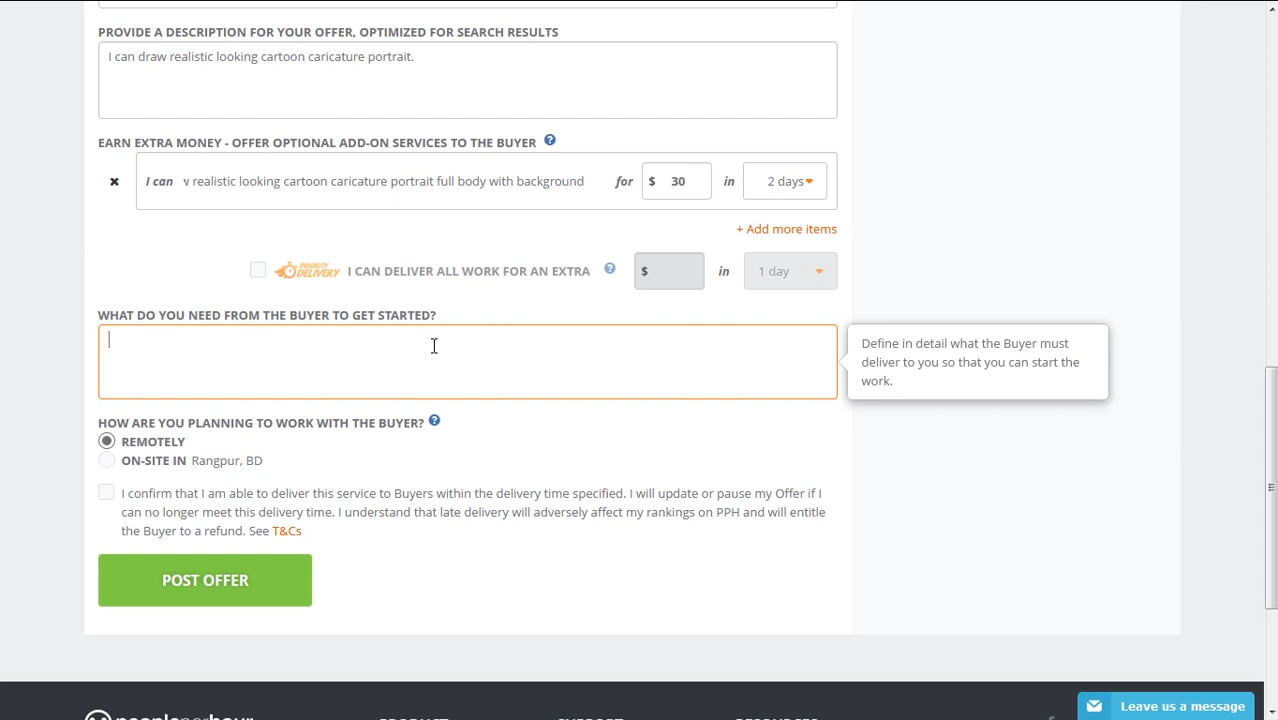 PROVIDE A DESCRIPTION FOR YOUR OFFER, OPTIMIZED FOR SEARCH RESULTS
I can draw realistic looking cartoon caricature portrait.
EARN EXTRA MONEY - OFFER OPTIONAL ADD-ON SERVICES TO THE BUYER ?
✖ I can v realistic looking cartoon caricature portrait full body with background for $ 30 in 2 days
+ Add more items
PRIORITY DELIVERY I CAN DELIVER ALL WORK FOR AN EXTRA ? $ in 1 day
WHAT DO YOU NEED FROM THE BUYER TO GET STARTED?
Define in detail what the Buyer must
deliver to you so that you can start the
work.
HOW ARE YOU PLANNING TO WORK WITH THE BUYER? ?
REMOTELY
ON-SITE IN Rangpur, BD
I confirm that I am able to deliver this service to Buyers within the delivery time specified. I will update or pause my Offer if I
can no longer meet this delivery time. I understand that late delivery will adversely affect my rankings on PPH and will entitle
the Buyer to a refund. See T&Cs
POST OFFER
Leave us a message